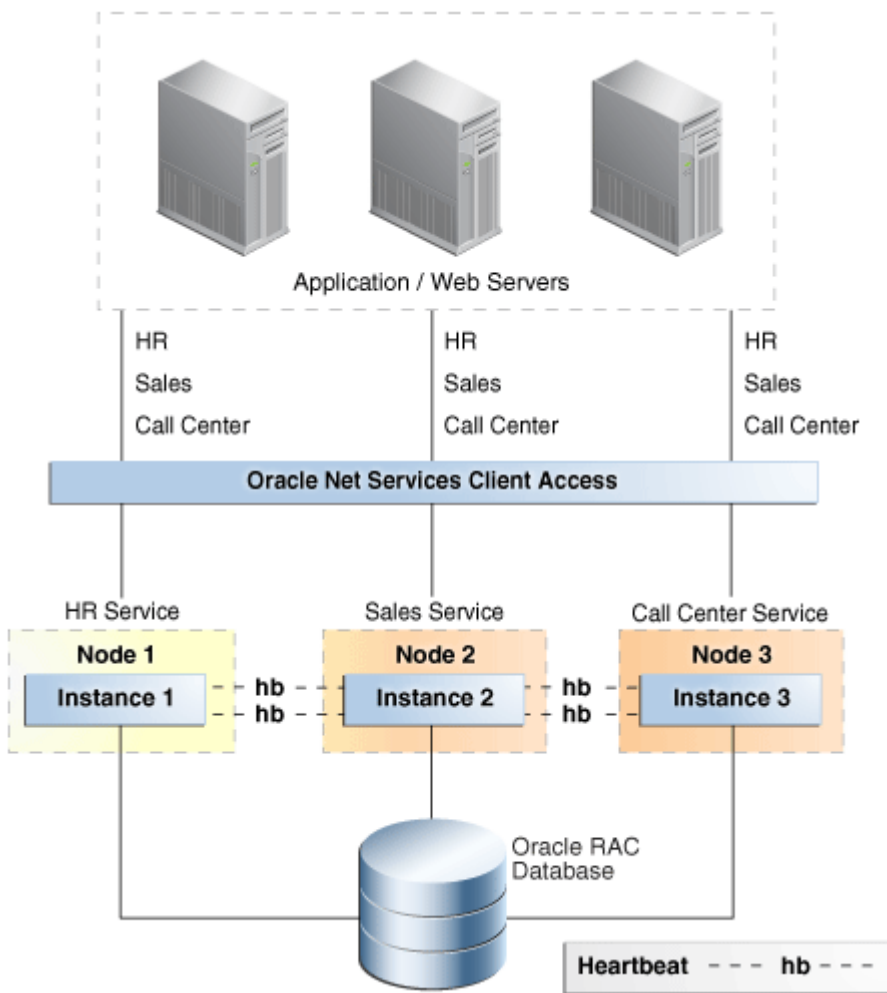 Application / Web Servers
HR
Sales
Call Center
HR
Sales
Call Center
HR
Sales
Call Center
Oracle Net Services Client Access
HR Service
Sales Service
Call Center Service
Node 1
Node 2
Node 3
Instance 1
hb
hb
Instance 2
hb
hb
Instance 3
Oracle RAC
Database
Heartbeat - - - hb - - -